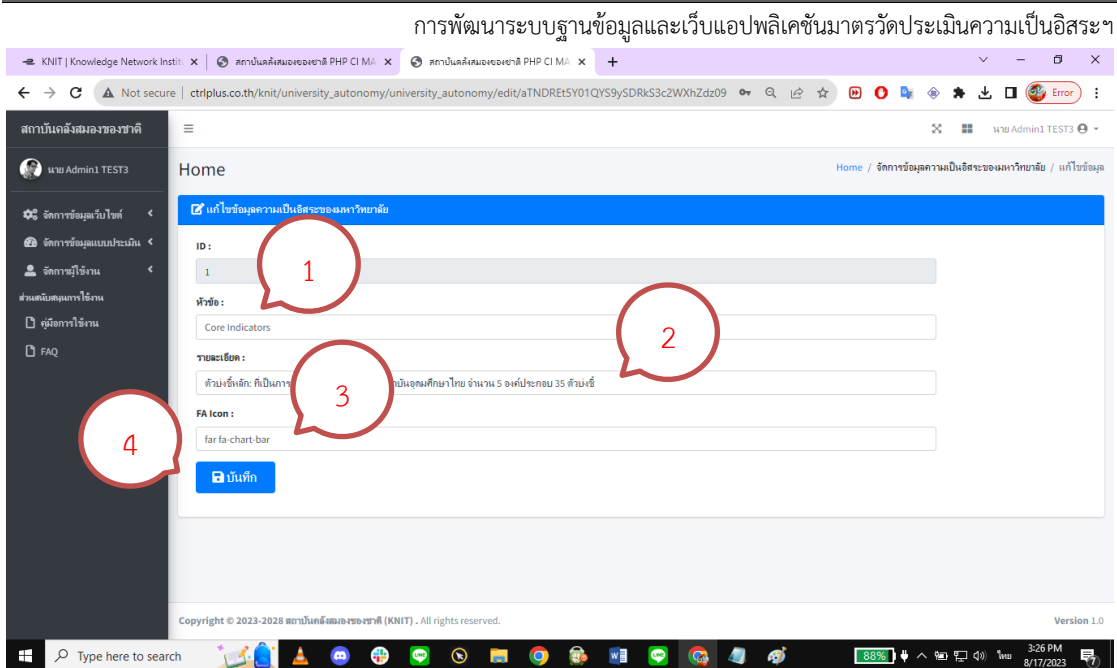 การพัฒนาระบบฐานข้อมูลและเว็บแอปพลิเคชันมาตรวัดประเมินความเป็นอิสระฯ
KNIT | Knowledge Network Instit สถาบันคลังสมองของชาติ PHP CI MA สถาบันคลังสมองของชาติ PHP CI MA
Not secure | ctrlplus.co.th/knit/university_autonomy/university_autonomy/edit/aTNDREt5Y01QYS9ySDRkS3c2WXhZdz09 Error
สถาบันคลังสมองของชาติ
นาย Admin1 TEST3
นาย Admin1 TEST3
Home
Home / จัดการข้อมูลความเป็นอิสระของมหาวิทยาลัย / แก้ไขข้อมูล
จัดการข้อมูลเว็บไซต์
จัดการข้อมูลแบบประเมิน
จัดการผู้ใช้งาน
ส่วนสนับสนุนการใช้งาน
คู่มือการใช้งาน
FAQ
แก้ไขข้อมูลความเป็นอิสระของมหาวิทยาลัย
ID :
1
1
หัวข้อ :
Core Indicators
2
รายละเอียด :
ตัวบ่งชี้หลัก: ที่เป็นการ บันอุดมศึกษาไทย จำนวน 5 องค์ประกอบ 35 ตัวบ่งชี้
3
FA Icon :
far fa-chart-bar
4
บันทึก
Copyright © 2023-2028 สถาบันคลังสมองของชาติ (KNIT) . All rights reserved.
Version 1.0
Type here to search
88%
ไทย
3:26 PM
8/17/2023